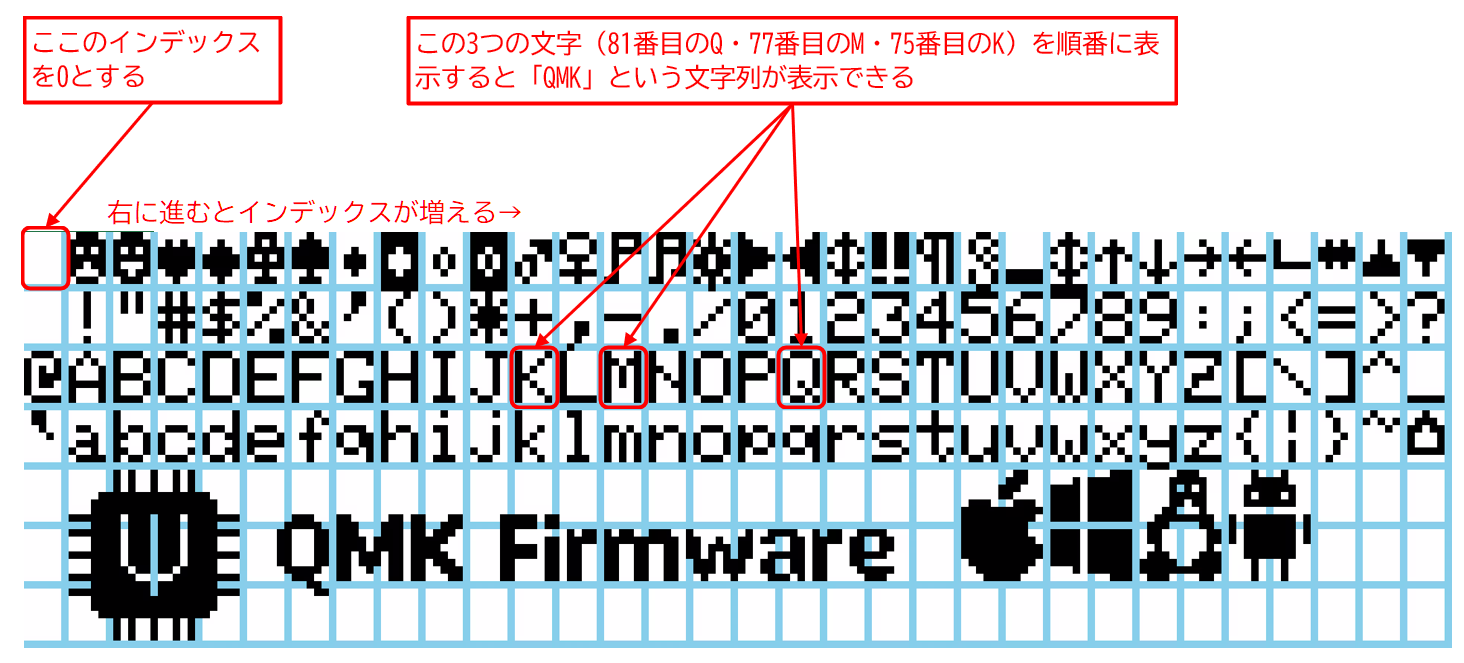 ここのインデックス
を0とする
この3つの文字（81番目のQ・77番目のM・75番目のK）を順番に表
示すると「QMK」という文字列が表示できる
右に進むとインデックスが増える→
☺☻♥♦♣♠•◘○◙♂♀♪♫☼►◄↕‼¶§▬↨↑↓→←∟↔▲▼
!"#$%&'()*+,-./0123456789:;<=>?
@ABCDEFGHIJKLMNOPQRSTUVWXYZ[\]^_
`abcdefghijklmnopqrstuvwxyz{¦}~⌂
QMK Firmware